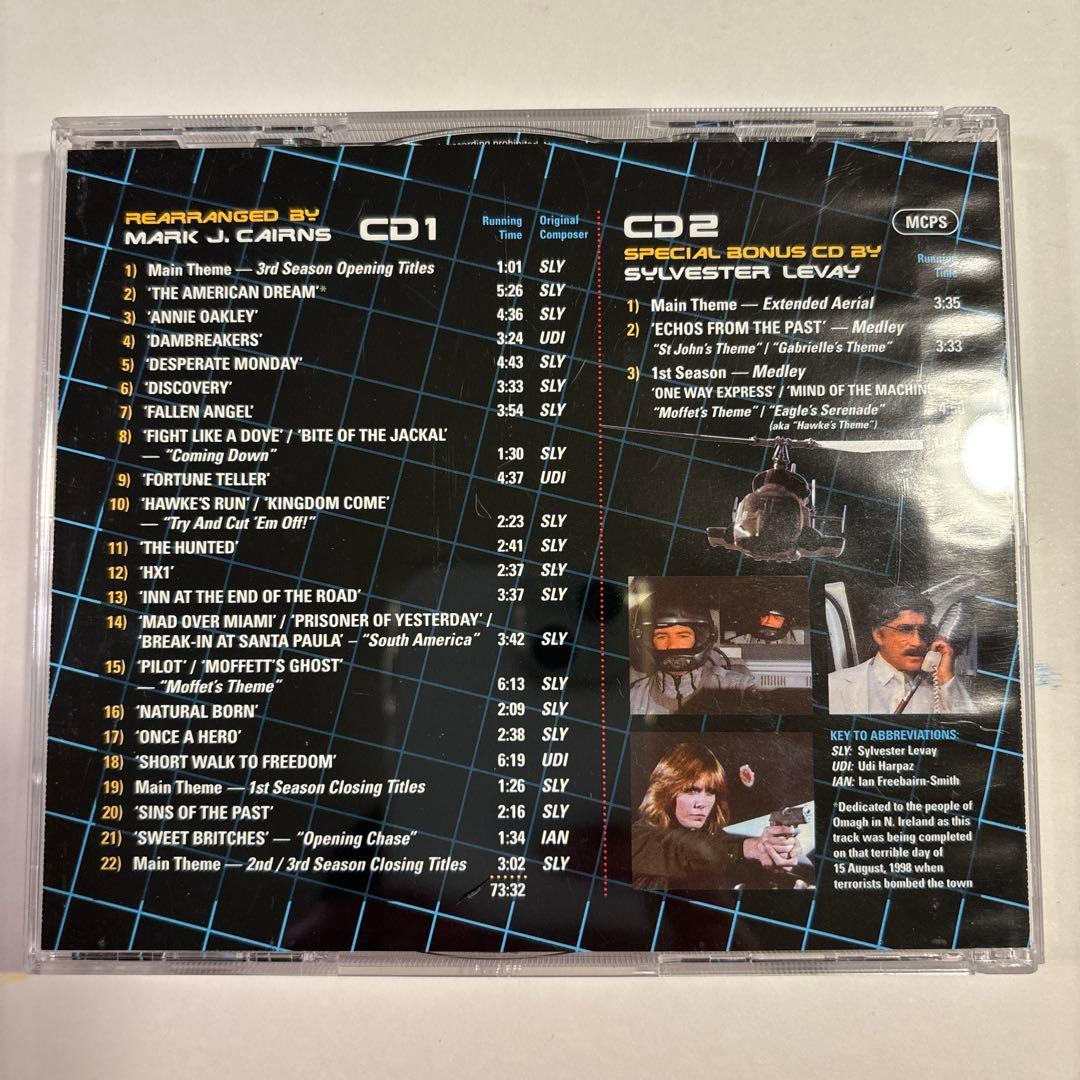 arding prohibited.
REARRANGED BY
MARK J. CAIRNS
CD1
Running Time
Original Composer
1) Main Theme — 3rd Season Opening Titles 1:01 SLY
2) 'THE AMERICAN DREAM'* 5:26 SLY
3) 'ANNIE OAKLEY' 4:36 SLY
4) 'DAMBREAKERS' 3:24 UDI
5) 'DESPERATE MONDAY' 4:43 SLY
6) 'DISCOVERY' 3:33 SLY
7) 'FALLEN ANGEL' 3:54 SLY
8) 'FIGHT LIKE A DOVE' / 'BITE OF THE JACKAL'
— "Coming Down" 1:30 SLY
9) 'FORTUNE TELLER' 4:37 UDI
10) 'HAWKE'S RUN' / 'KINGDOM COME'
— "Try And Cut 'Em Off!" 2:23 SLY
11) 'THE HUNTED' 2:41 SLY
12) 'HX1' 2:37 SLY
13) 'INN AT THE END OF THE ROAD' 3:37 SLY
14) 'MAD OVER MIAMI' / 'PRISONER OF YESTERDAY' /
'BREAK-IN AT SANTA PAULA' – "South America" 3:42 SLY
15) 'PILOT' / 'MOFFETT'S GHOST'
— "Moffet's Theme" 6:13 SLY
16) 'NATURAL BORN' 2:09 SLY
17) 'ONCE A HERO' 2:38 SLY
18) 'SHORT WALK TO FREEDOM' 6:19 UDI
19) Main Theme — 1st Season Closing Titles 1:26 SLY
20) 'SINS OF THE PAST' 2:16 SLY
21) 'SWEET BRITCHES' — "Opening Chase" 1:34 IAN
22) Main Theme — 2nd / 3rd Season Closing Titles 3:02 SLY
73:32
CD2
MCPS
SPECIAL BONUS CD BY
SYLVESTER LEVAY
Running Time
1) Main Theme — Extended Aerial 3:35
2) 'ECHOS FROM THE PAST' — Medley
"St John's Theme" / "Gabrielle's Theme" 3:33
3) 1st Season — Medley
'ONE WAY EXPRESS' / 'MIND OF THE MACHINE'
"Moffet's Theme" / "Eagle's Serenade"
(aka "Hawke's Theme")
KEY TO ABBREVIATIONS:
SLY: Sylvester Levay
UDI: Udi Harpaz
IAN: Ian Freebairn-Smith
*Dedicated to the people of
Omagh in N. Ireland as this
track was being completed
on that terrible day of
15 August, 1998 when
terrorists bombed the town